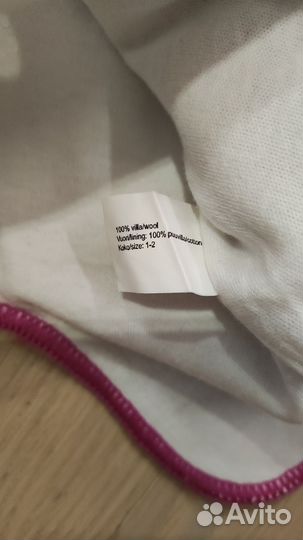 100% villa/wool
Vuori/lining: 100% puuvilla/cotton
Koko/size: 1-2
Avito